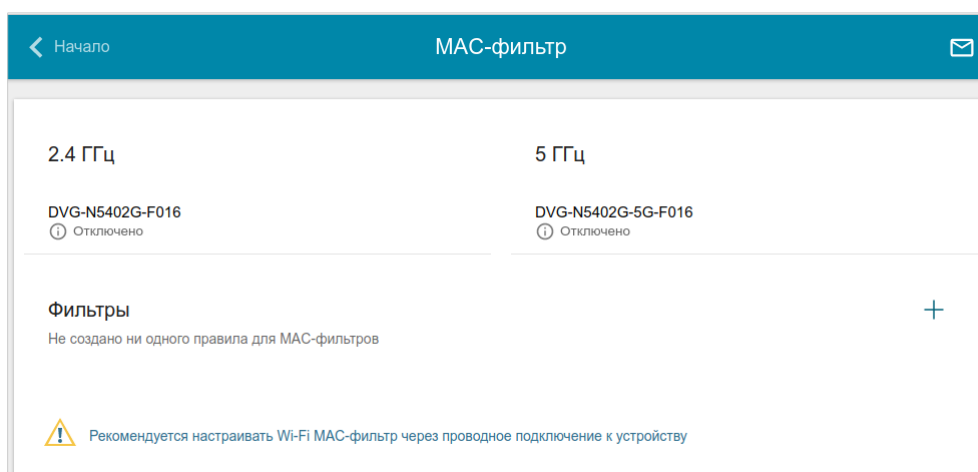 Начало
MAC-фильтр
2.4 ГГц
5 ГГц
DVG-N5402G-F016
Отключено
DVG-N5402G-5G-F016
Отключено
Фильтры
Не создано ни одного правила для MAC-фильтров
Рекомендуется настраивать Wi-Fi MAC-фильтр через проводное подключение к устройству